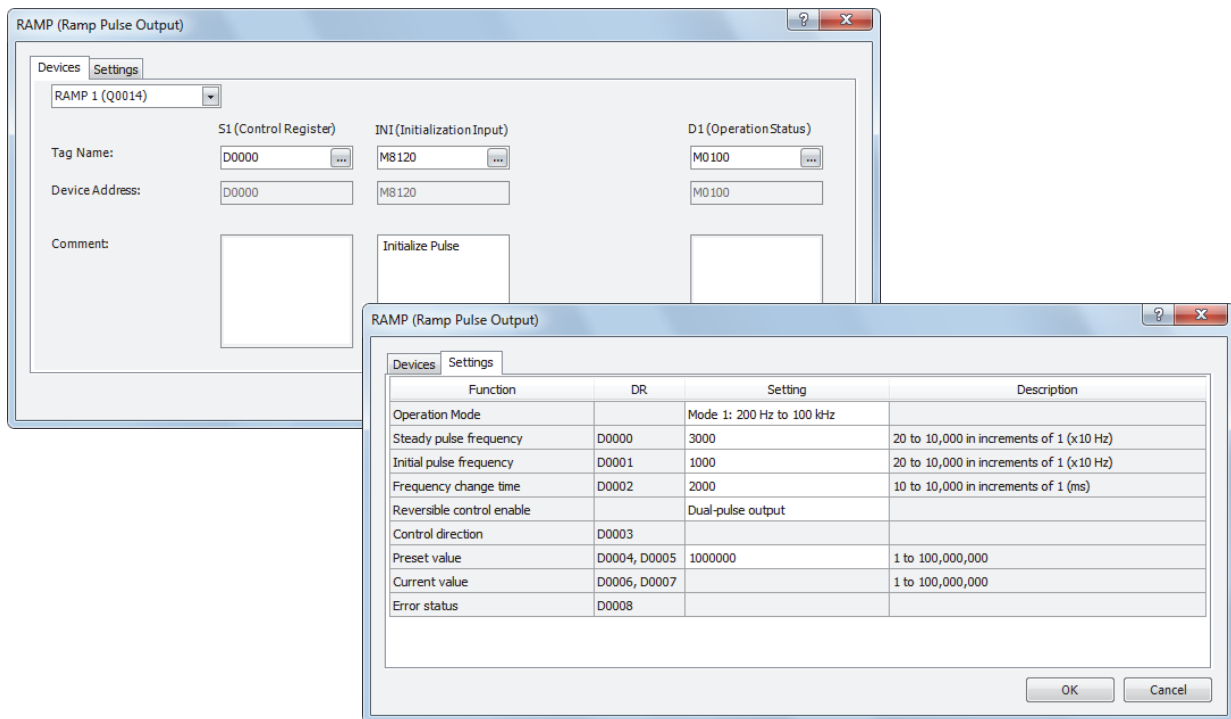 RAMP (Ramp Pulse Output)
Devices Settings
RAMP 1 (Q0014)
S1(Control Register) INI(Initialization Input) D1(Operation Status)
Tag Name: D0000 ... M8120 ... M0100 ...
Device Address: D0000 M8120 M0100
Comment: Initialize Pulse
RAMP (Ramp Pulse Output)
Devices Settings
Function DR Setting Description
Operation Mode Mode 1: 200 Hz to 100 kHz
Steady pulse frequency D0000 3000 20 to 10,000 in increments of 1 (x10 Hz)
Initial pulse frequency D0001 1000 20 to 10,000 in increments of 1 (x10 Hz)
Frequency change time D0002 2000 10 to 10,000 in increments of 1 (ms)
Reversible control enable Dual-pulse output
Control direction D0003
Preset value D0004, D0005 1000000 1 to 100,000,000
Current value D0006, D0007 1 to 100,000,000
Error status D0008
OK Cancel